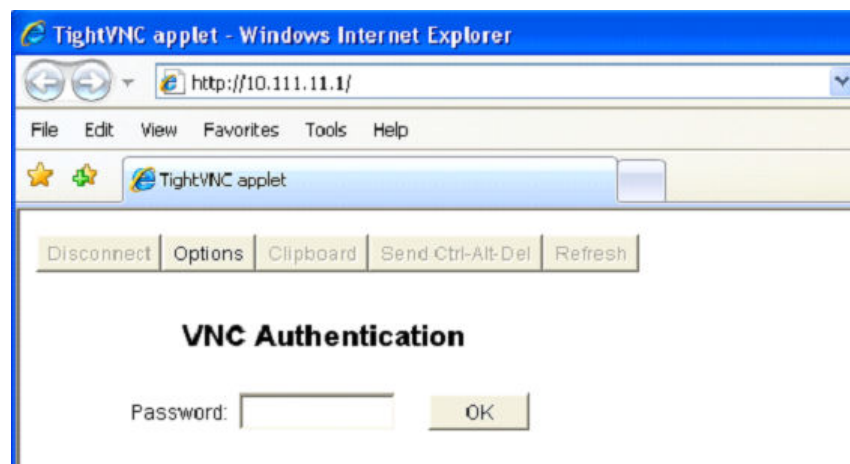 TightVNC applet - Windows Internet Explorer
http://10.111.11.1/
File Edit View Favorites Tools Help
TightVNC applet
Disconnect Options Clipboard Send Ctrl-Alt-Del Refresh
VNC Authentication
Password: OK